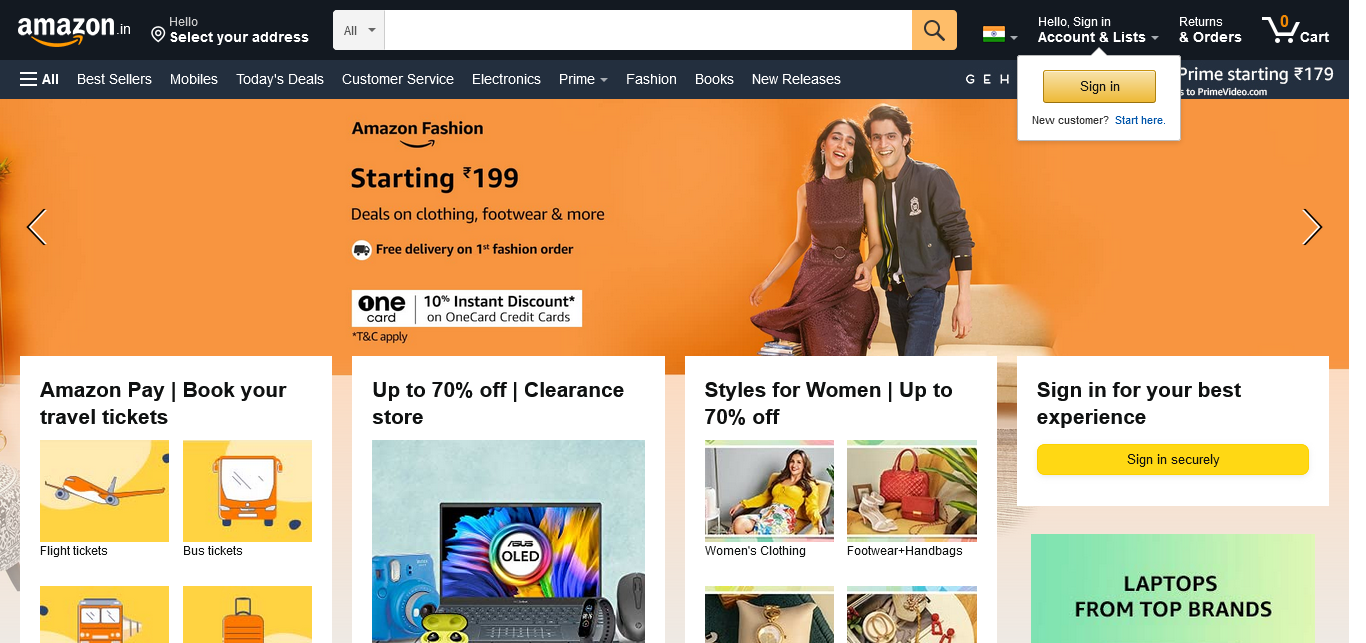 amazon.in
Hello
Select your address
All
Hello, Sign in
Account & Lists
Returns
& Orders
0
Cart
All
Best Sellers
Mobiles
Today's Deals
Customer Service
Electronics
Prime
Fashion
Books
New Releases
G E H
Prime starting ₹179
s to PrimeVideo.com
Sign in
New customer? Start here.
Amazon Fashion
Starting ₹199
Deals on clothing, footwear & more
Free delivery on 1st fashion order
one
card
10% Instant Discount*
on OneCard Credit Cards
*T&C apply
Amazon Pay | Book your
travel tickets
Flight tickets
Bus tickets
Up to 70% off | Clearance
store
ASUS
OLED
Styles for Women | Up to
70% off
Women's Clothing
Footwear+Handbags
Sign in for your best
experience
Sign in securely
LAPTOPS
FROM TOP BRANDS